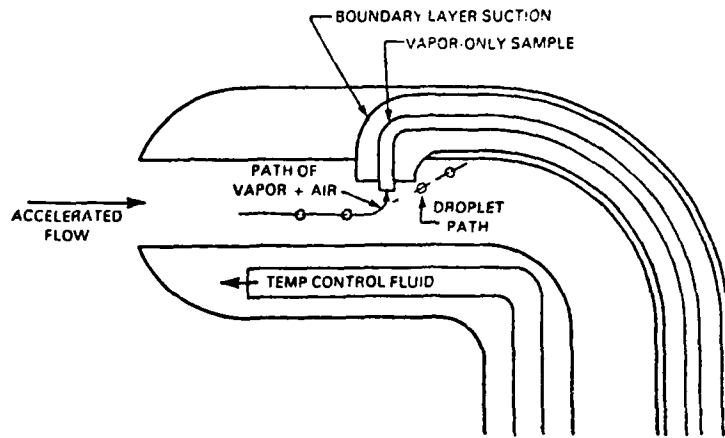 BOUNDARY LAYER SUCTION
VAPOR-ONLY SAMPLE
PATH OF
VAPOR + AIR
ACCELERATED
FLOW
DROPLET
PATH
TEMP CONTROL FLUID